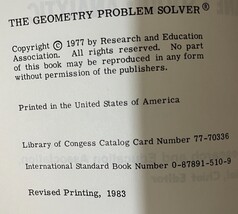 THE GEOMETRY PROBLEM SOLVER®
Copyright © 1977 by Research and Education
Association. All rights reserved. No part
of this book may be reproduced in any form
without permission of the publishers.
Printed in the United States of America
Library of Congess Catalog Card Number 77-70336
International Standard Book Number 0-87891-510-9
Revised Printing, 1983